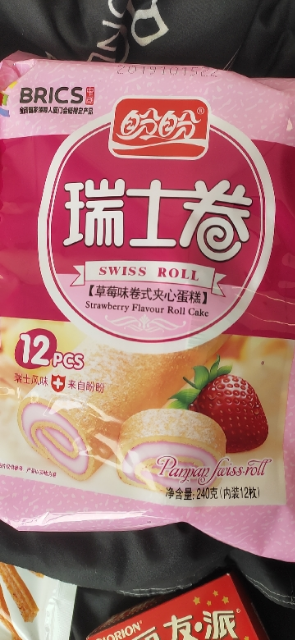 BRICS
盼盼®
瑞士卷
SWISS ROLL
【草莓味卷式夹心蛋糕】
Strawberry Flavour Roll Cake
12PCS
瑞士风味 来自盼盼
Panpan Swiss roll
净含量: 240克(内装12枚)
ORION
友·派